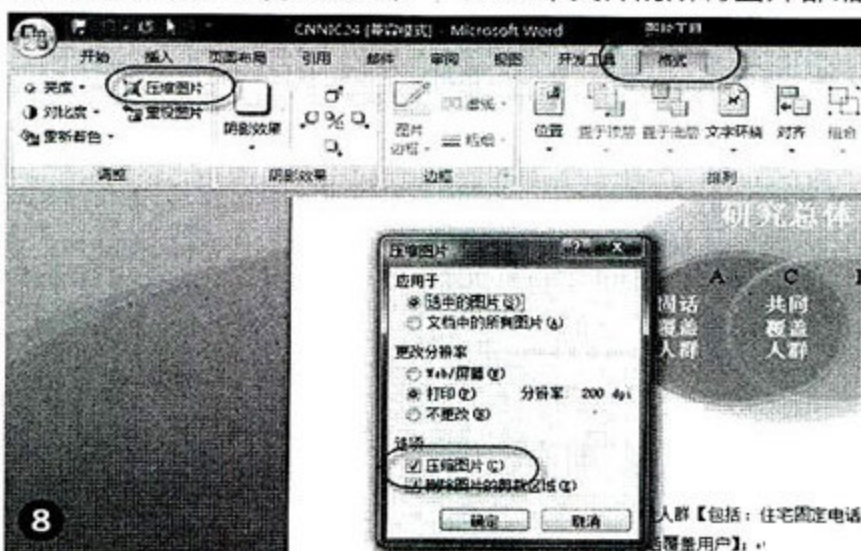 CNNIC24 [兼容模式] - Microsoft Word 图片工具
开始 插入 页面布局 引用 邮件 审阅 视图 开发工具 格式
亮度 压缩图片
对比度 重设图片
重新着色
阴影效果
图片边框 虚线
粗细
位置 置于顶层 置于底层 文字环绕 对齐 组合
调整 阴影效果 边框 排列
研究总体
A C
固话覆盖人群
共同覆盖人群
压缩图片
应用于
选中的图片(S)
文档中的所有图片(A)
更改分辨率
Web/屏幕(W)
打印(P) 分辨率: 200 dpi
不更改(N)
选项
压缩图片(C)
删除图片的剪裁区域(D)
确定 取消
人群【包括：住宅固定电话
覆盖用户】；
8